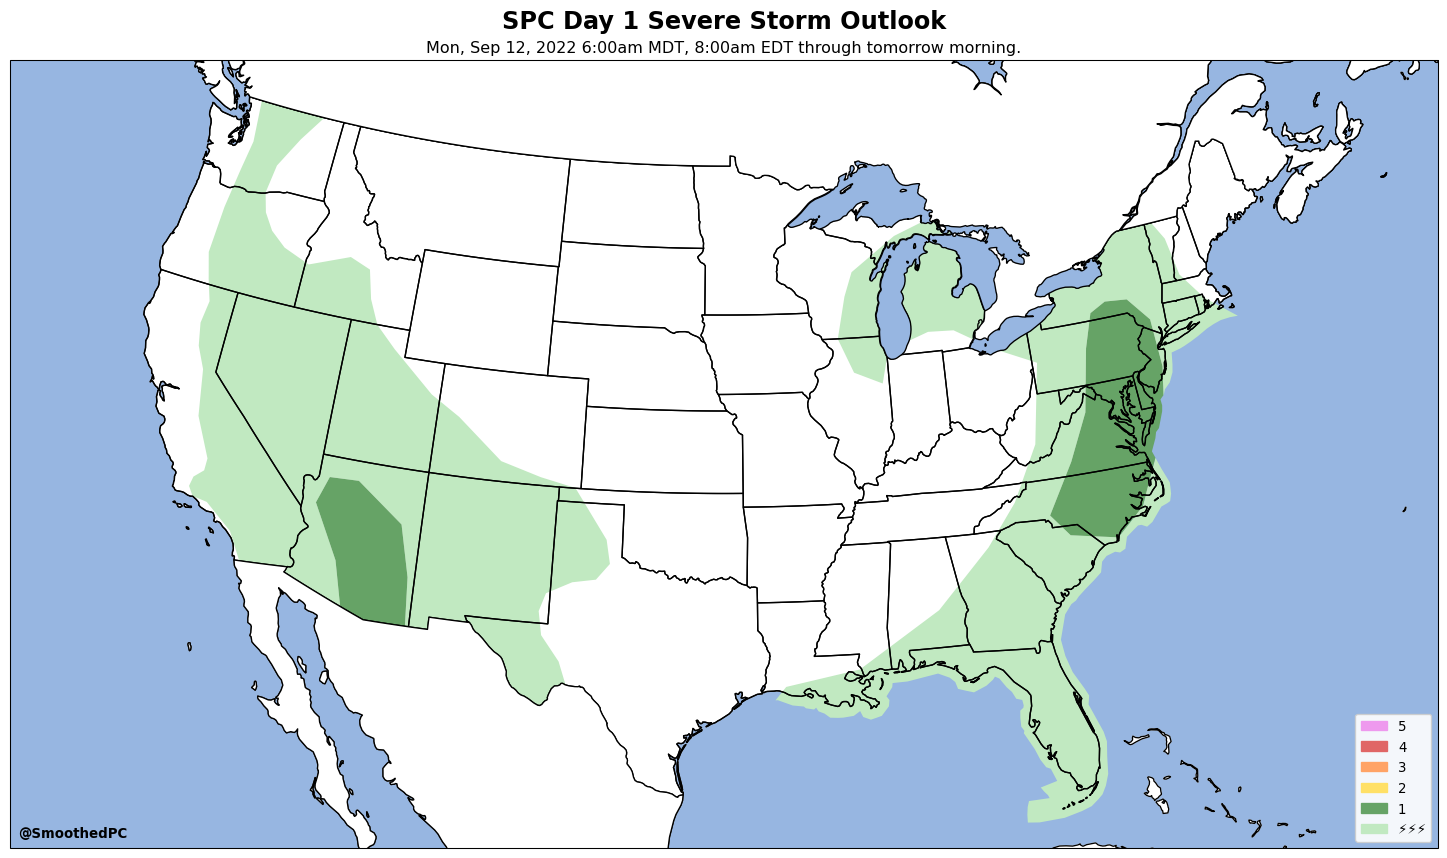 SPC Day 1 Severe Storm Outlook
Mon, Sep 12, 2022 6:00am MDT, 8:00am EDT through tomorrow morning.
5
4
3
2
1
⚡⚡⚡
@SmoothedPC